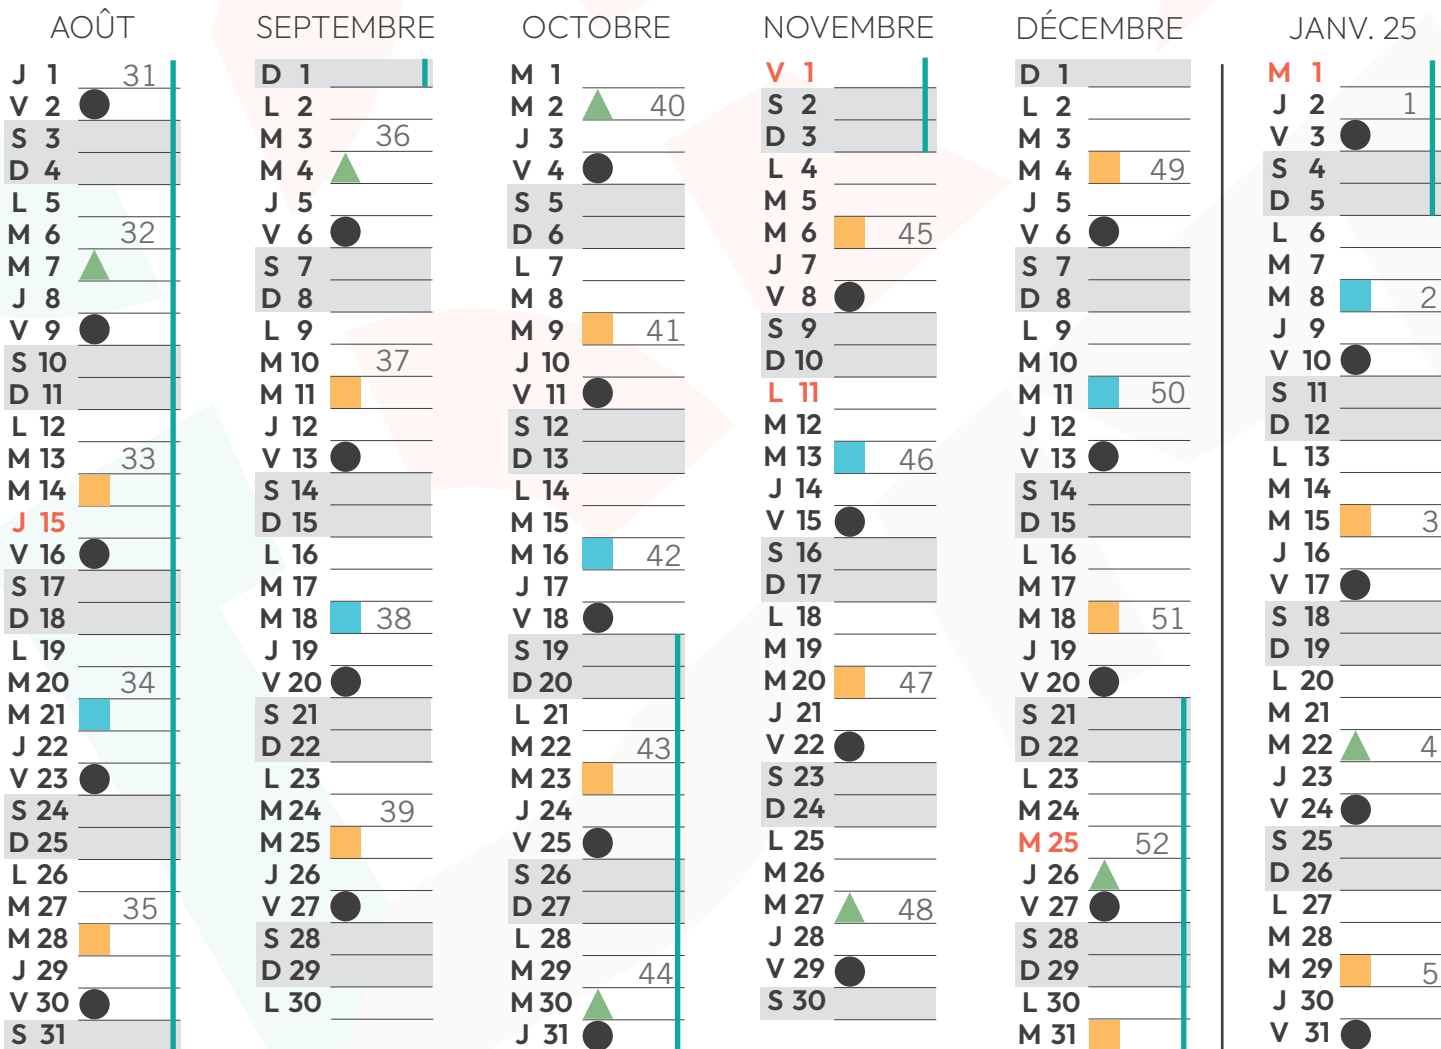 AOÛT
J 1 31
V 2
S 3
D 4
L 5
M 6 32
M 7
J 8
V 9
S 10
D 11
L 12
M 13 33
M 14
J 15
V 16
S 17
D 18
L 19
M 20 34
M 21
J 22
V 23
S 24
D 25
L 26
M 27 35
M 28
J 29
V 30
S 31
SEPTEMBRE
D 1
L 2
M 3 36
M 4
J 5
V 6
S 7
D 8
L 9
M 10 37
M 11
J 12
V 13
S 14
D 15
L 16
M 17
M 18 38
J 19
V 20
S 21
D 22
L 23
M 24 39
M 25
J 26
V 27
S 28
D 29
L 30
OCTOBRE
M 1
M 2 40
J 3
V 4
S 5
D 6
L 7
M 8
M 9 41
J 10
V 11
S 12
D 13
L 14
M 15
M 16 42
J 17
V 18
S 19
D 20
L 21
M 22 43
M 23
J 24
V 25
S 26
D 27
L 28
M 29 44
M 30
J 31
NOVEMBRE
V 1
S 2
D 3
L 4
M 5
M 6 45
J 7
V 8
S 9
D 10
L 11
M 12
M 13 46
J 14
V 15
S 16
D 17
L 18
M 19
M 20 47
J 21
V 22
S 23
D 24
L 25
M 26
M 27 48
J 28
V 29
S 30
DÉCEMBRE
D 1
L 2
M 3
M 4 49
J 5
V 6
S 7
D 8
L 9
M 10
M 11 50
J 12
V 13
S 14
D 15
L 16
M 17
M 18 51
J 19
V 20
S 21
D 22
L 23
M 24
M 25 52
J 26
V 27
S 28
D 29
L 30
M 31
JANV. 25
M 1
J 2 1
V 3
S 4
D 5
L 6
M 7
M 8 2
J 9
V 10
S 11
D 12
L 13
M 14
M 15 3
J 16
V 17
S 18
D 19
L 20
M 21
M 22 4
J 23
V 24
S 25
D 26
L 27
M 28
M 29 5
J 30
V 31